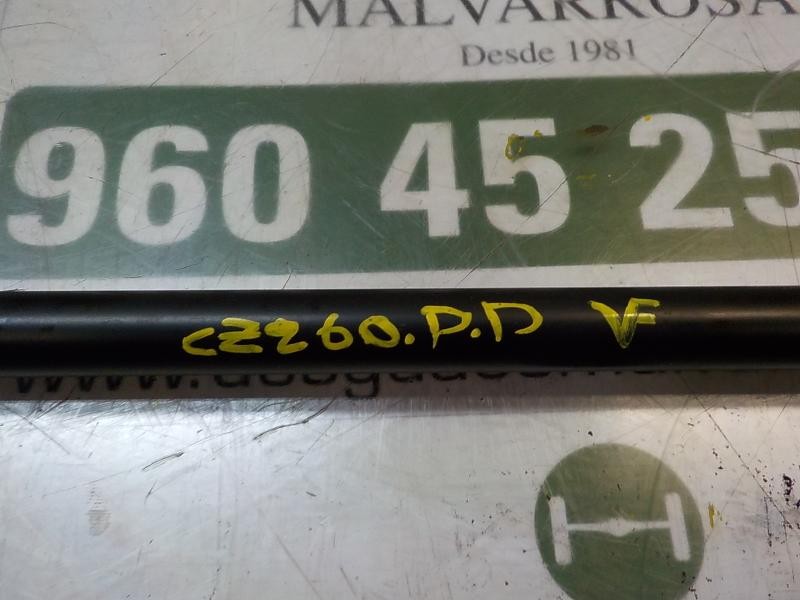 MALVARROSA
Desde 1981
960 45 25
CZ260.D.D VF